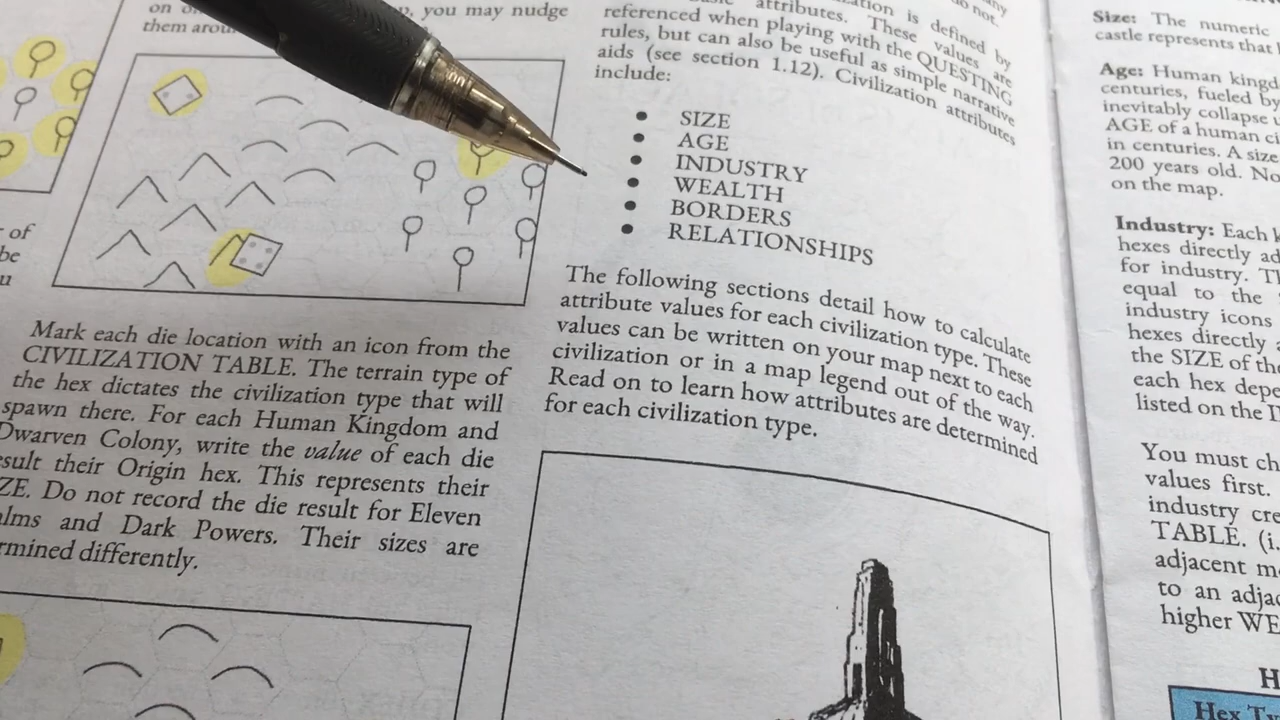 you may nudge
them
of
be
u
Mark each die location with an icon from the
CIVILIZATION TABLE. The terrain type of
the hex dictates the civilization type that will
spawn there. For each Human Kingdom and
Dwarven Colony, write the value of each die
esult their Origin hex. This represents their
ZE. Do not record the die result for Eleven
alms and Dark Powers. Their sizes are
rmined differently.
is defined by
attributes. These values are
referenced when playing with the QUESTING
rules, but can also be useful as simple narrative
aids (see section 1.12). Civilization attributes
include:
• SIZE
• AGE
• INDUSTRY
• WEALTH
• BORDERS
• RELATIONSHIPS
The following sections detail how to calculate
attribute values for each civilization type. These
values can be written on your map next to each
civilization or in a map legend out of the way.
Read on to learn how attributes are determined
for each civilization type.
Size: The numeric
castle represents that
Age: Human kingd
centuries, fueled by
inevitably collapse
AGE of a human ci
in centuries. A size
200 years old. No
on the map.
Industry: Each k
hexes directly ad
for industry. Th
equal to the
industry icons
hexes directly a
the SIZE of the
each hex depe
listed on the I
You must ch
values first.
industry cre
TABLE. (i.
adjacent m
to an adja
higher WE
H
Hex Ty